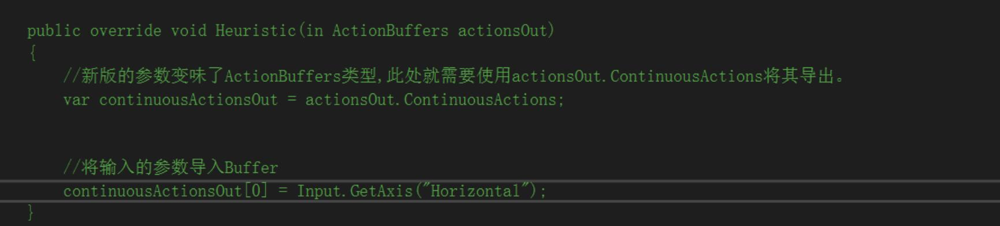 public override void Heuristic(in ActionBuffers actionsOut)
{
//新版的参数变味了ActionBuffers类型,此处就需要使用actionsOut.ContinuousActions将其导出。
var continuousActionsOut = actionsOut.ContinuousActions;
//将输入的参数导入Buffer
continuousActionsOut[0] = Input.GetAxis("Horizontal");
}